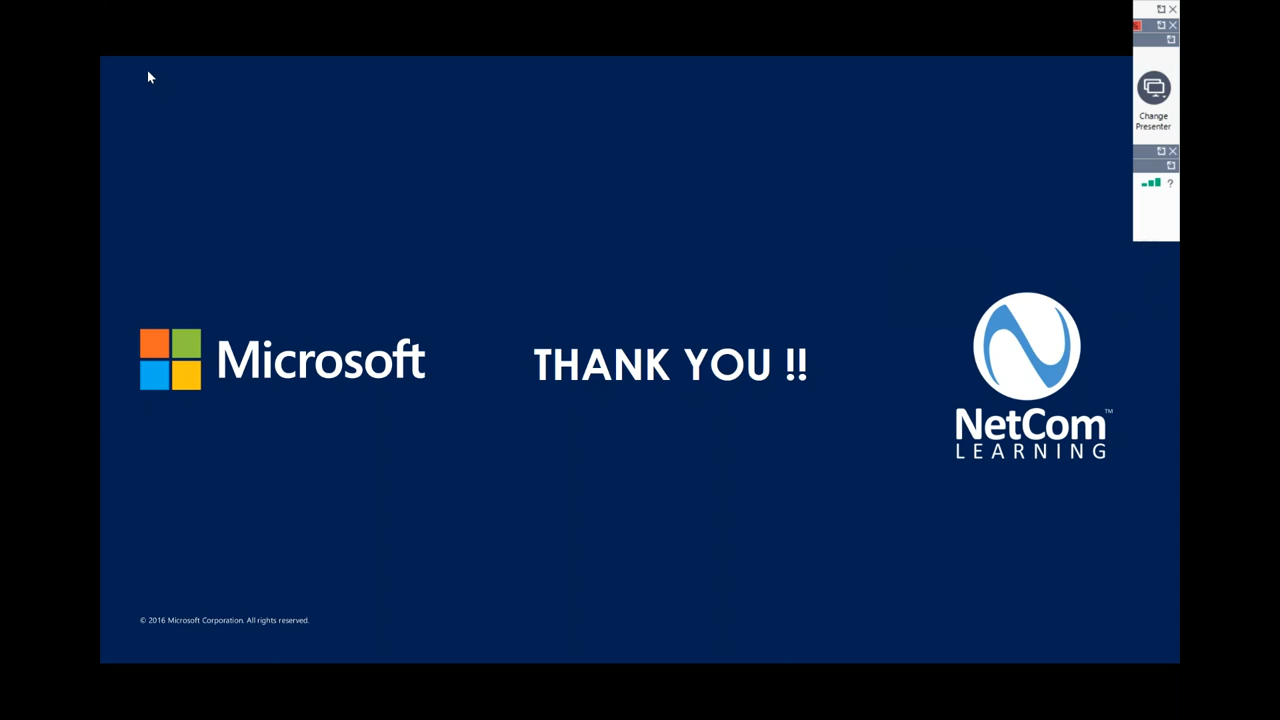 Change
Presenter
?
Microsoft
THANK YOU !!
NetCom™
LEARNING
© 2016 Microsoft Corporation. All rights reserved.